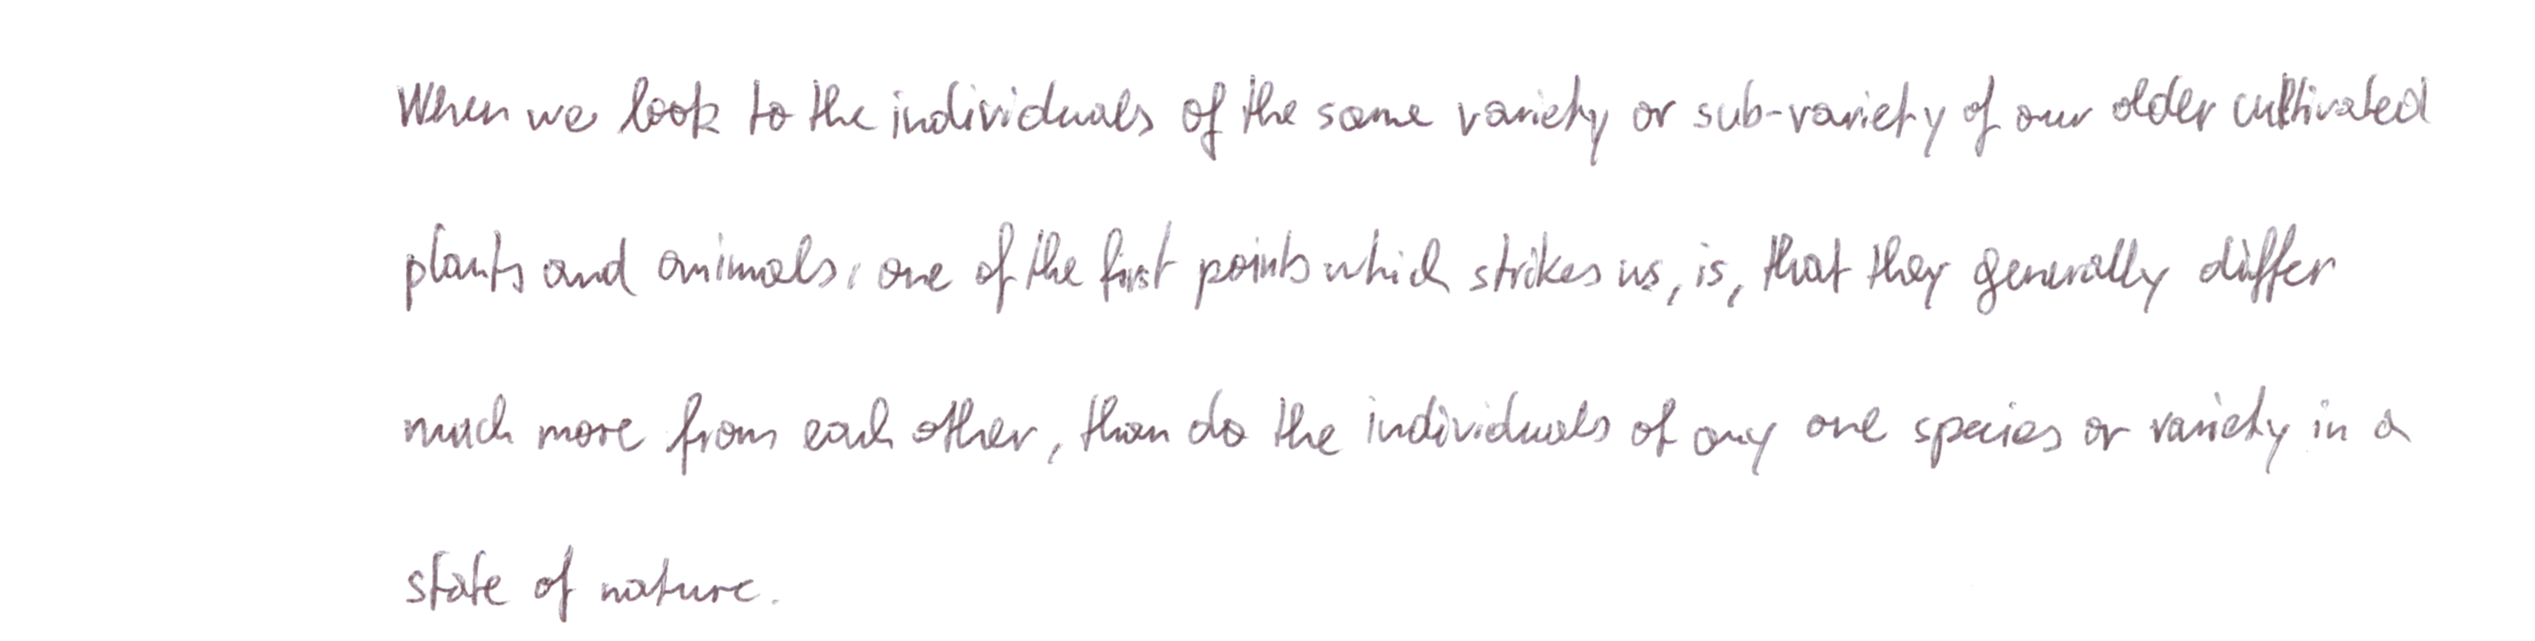 When we look to the individuals of the same variety or sub-variety of our older cultivated
plants and animals, one of the first points which strikes us, is, that they generally differ
much more from each other, than do the individuals of any one species or variety in a
state of nature.